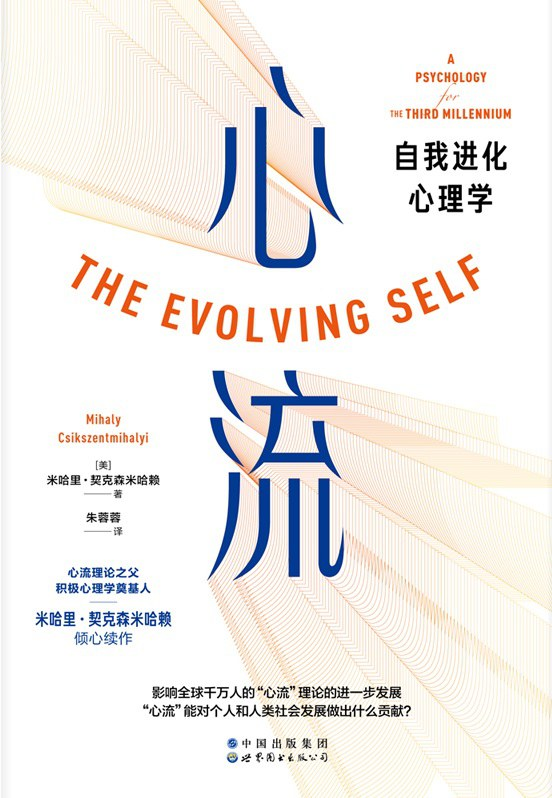 A
PSYCHOLOGY
for
THE THIRD MILLENNIUM
自我进化
心理学
心
THE EVOLVING SELF
流
Mihaly
Csikszentmihalyi
[美]
米哈里·契克森米哈赖
著
朱蓉蓉
译
心流理论之父
积极心理学奠基人
米哈里·契克森米哈赖
倾心续作
影响全球千万人的“心流”理论的进一步发展
“心流”能对个人和人类社会发展做出什么贡献？
中国出版集团
世界图书出版公司